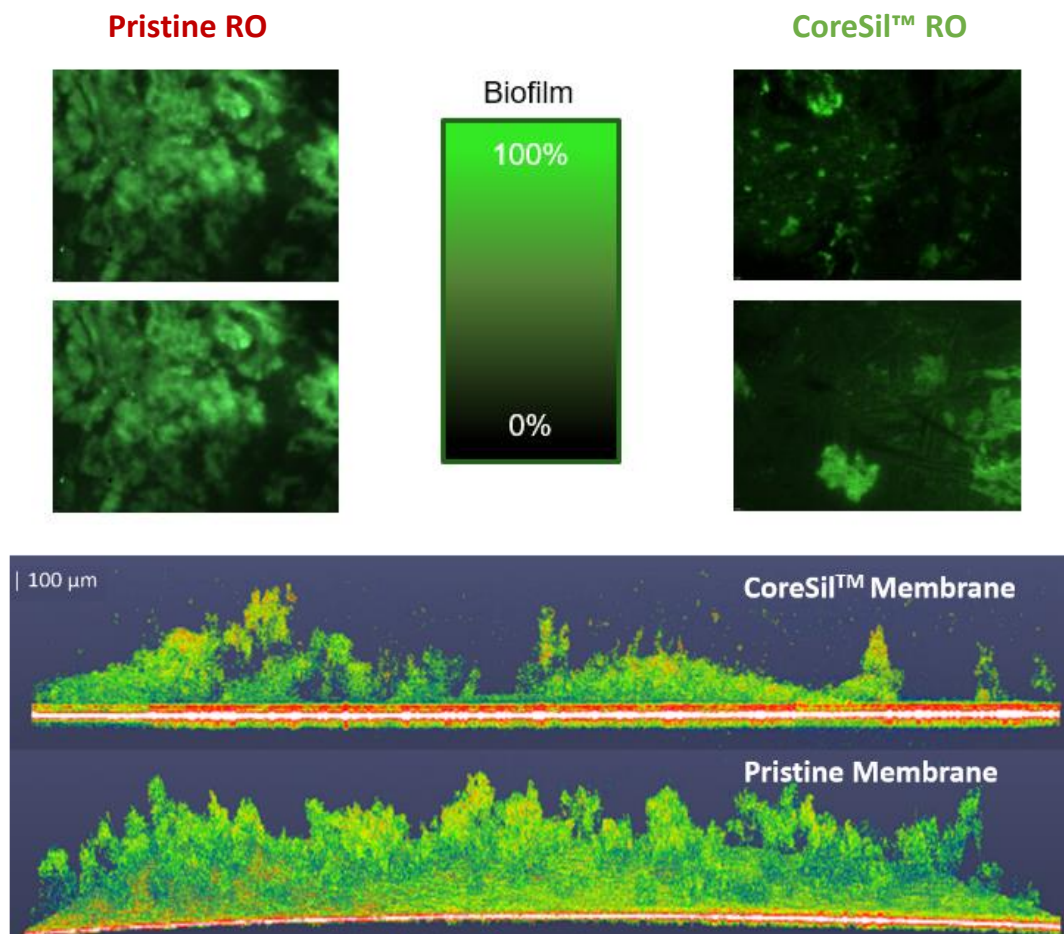 Pristine RO
CoreSil™ RO
Biofilm
100%
0%
| 100 µm
CoreSil™ Membrane
Pristine Membrane